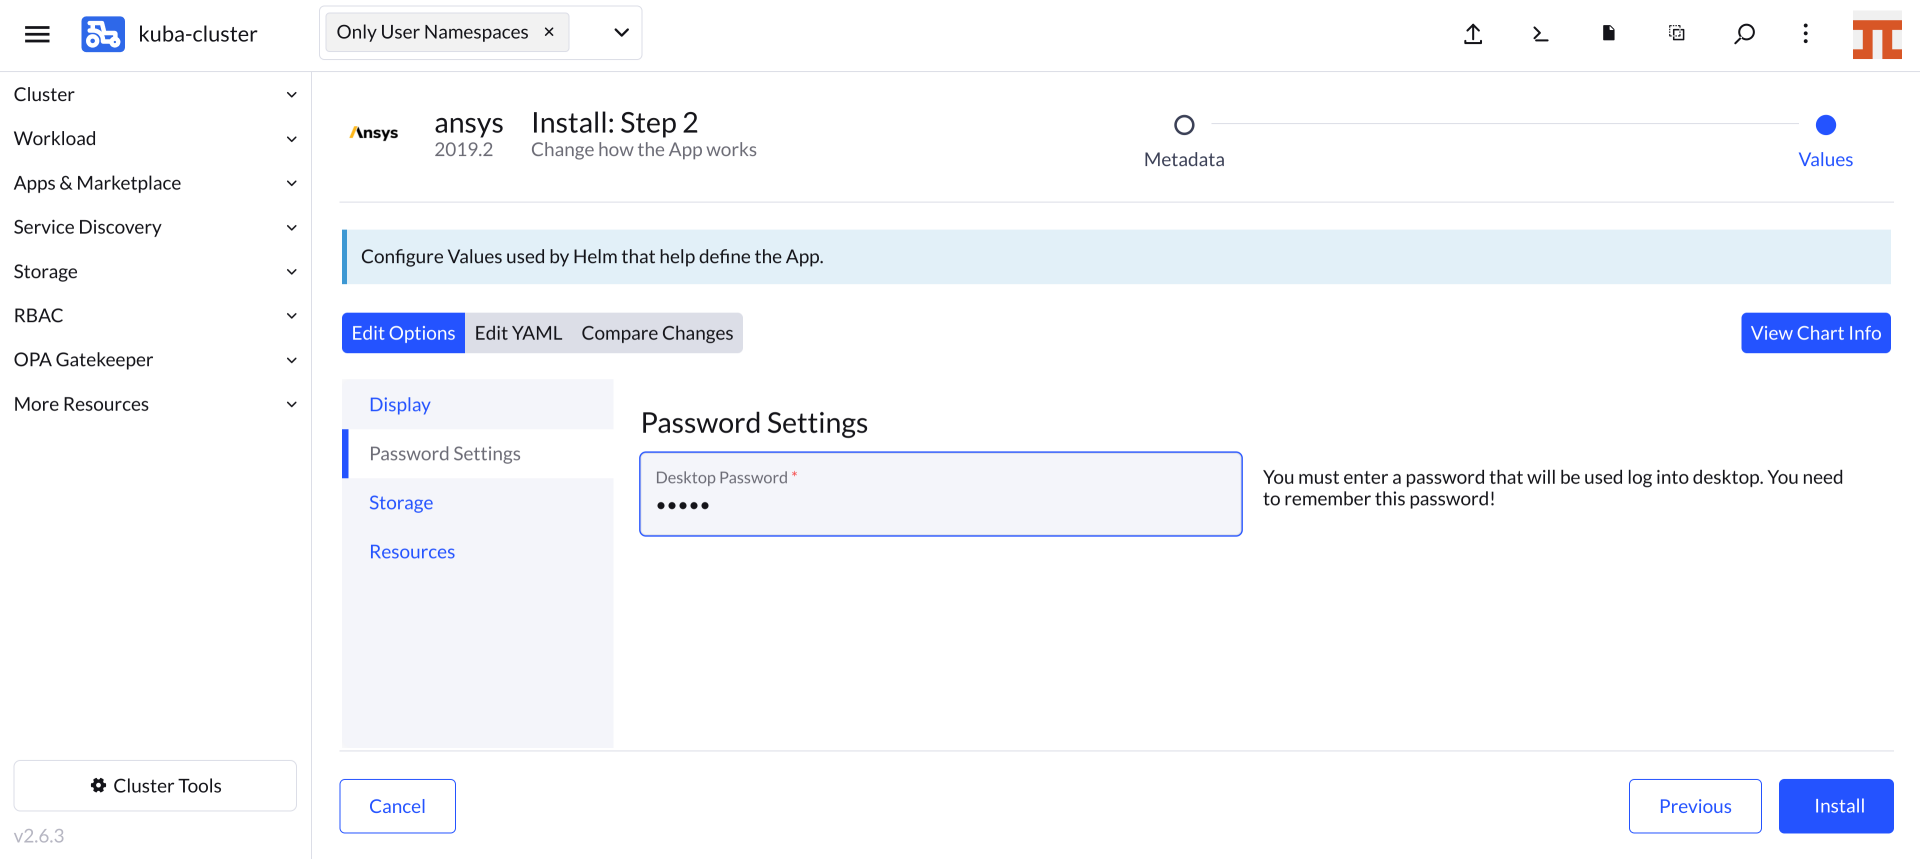 kuba-cluster
Only User Namespaces ×
Cluster
Workload
Apps & Marketplace
Service Discovery
Storage
RBAC
OPA Gatekeeper
More Resources
Cluster Tools
v2.6.3
Ansys
ansys
2019.2
Install: Step 2
Change how the App works
Metadata
Values
Configure Values used by Helm that help define the App.
Edit Options
Edit YAML
Compare Changes
View Chart Info
Display
Password Settings
Storage
Resources
Password Settings
Desktop Password *
•••••
You must enter a password that will be used log into desktop. You need
to remember this password!
Cancel
Previous
Install